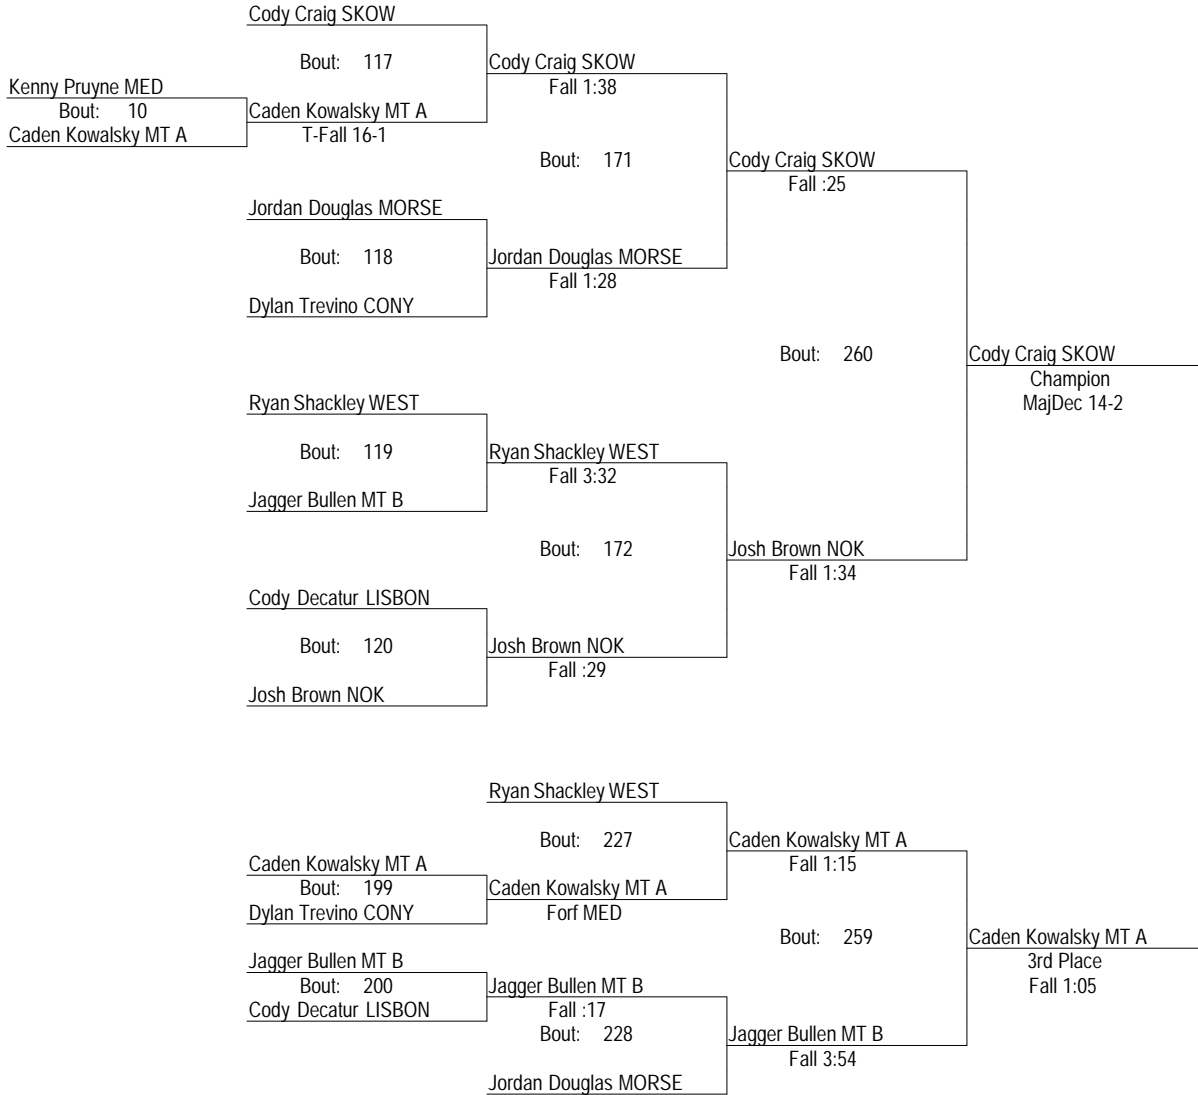 Cody Craig SKOW
Bout: 117
Cody Craig SKOW
Fall 1:38
Kenny Pruyne MED
Bout: 10
Caden Kowalsky MT A
Caden Kowalsky MT A
T-Fall 16-1
Bout: 171
Cody Craig SKOW
Fall :25
Jordan Douglas MORSE
Bout: 118
Jordan Douglas MORSE
Fall 1:28
Dylan Trevino CONY
Bout: 260
Cody Craig SKOW
Champion
MajDec 14-2
Ryan Shackley WEST
Bout: 119
Ryan Shackley WEST
Fall 3:32
Jagger Bullen MT B
Bout: 172
Josh Brown NOK
Fall 1:34
Cody Decatur LISBON
Bout: 120
Josh Brown NOK
Fall :29
Josh Brown NOK
Ryan Shackley WEST
Bout: 227
Caden Kowalsky MT A
Fall 1:15
Caden Kowalsky MT A
Bout: 199
Dylan Trevino CONY
Caden Kowalsky MT A
Forf MED
Bout: 259
Caden Kowalsky MT A
3rd Place
Fall 1:05
Jagger Bullen MT B
Bout: 200
Cody Decatur LISBON
Jagger Bullen MT B
Fall :17
Bout: 228
Jagger Bullen MT B
Fall 3:54
Jordan Douglas MORSE